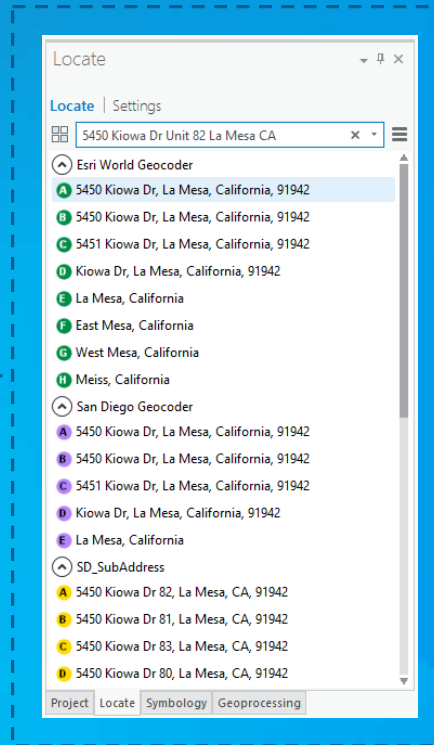 Locate
Locate | Settings
5450 Kiowa Dr Unit 82 La Mesa CA
Esri World Geocoder
A 5450 Kiowa Dr, La Mesa, California, 91942
B 5450 Kiowa Dr, La Mesa, California, 91942
C 5451 Kiowa Dr, La Mesa, California, 91942
D Kiowa Dr, La Mesa, California, 91942
E La Mesa, California
F East Mesa, California
G West Mesa, California
H Meiss, California
San Diego Geocoder
A 5450 Kiowa Dr, La Mesa, California, 91942
B 5450 Kiowa Dr, La Mesa, California, 91942
C 5451 Kiowa Dr, La Mesa, California, 91942
D Kiowa Dr, La Mesa, California, 91942
E La Mesa, California
SD_SubAddress
A 5450 Kiowa Dr 82, La Mesa, CA, 91942
B 5450 Kiowa Dr 81, La Mesa, CA, 91942
C 5450 Kiowa Dr 83, La Mesa, CA, 91942
D 5450 Kiowa Dr 80, La Mesa, CA, 91942
Project Locate Symbology Geoprocessing